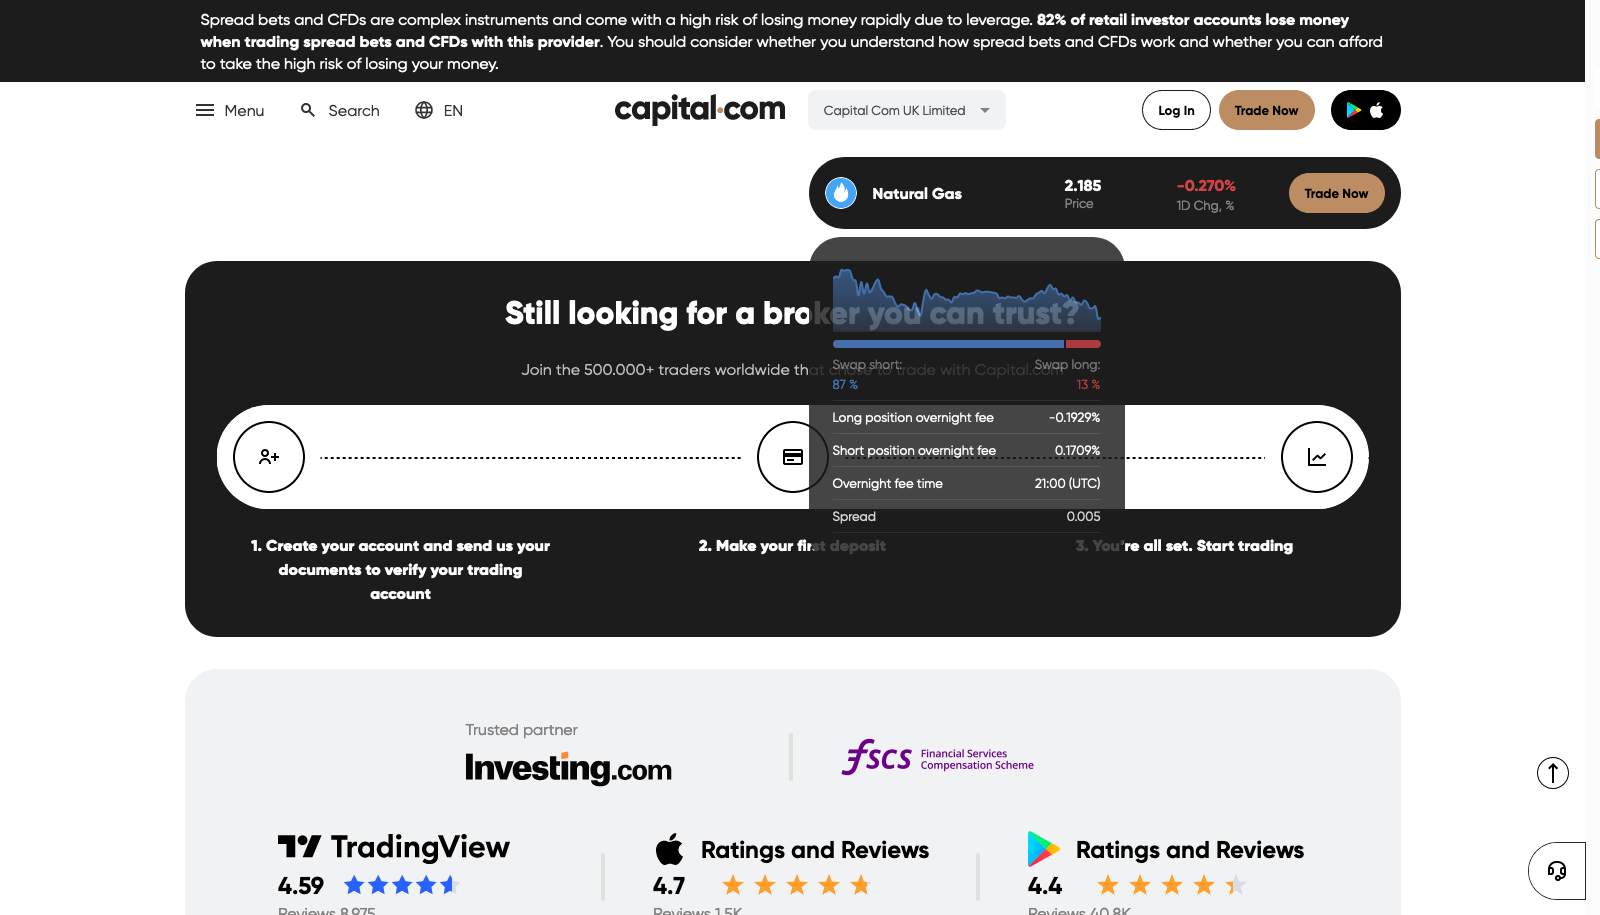 Spread bets and CFDs are complex instruments and come with a high risk of losing money rapidly due to leverage. 82% of retail investor accounts lose money
when trading spread bets and CFDs with this provider. You should consider whether you understand how spread bets and CFDs work and whether you can afford
to take the high risk of losing your money.
Menu Search EN capital.com Capital Com UK Limited Log In Trade Now
Natural Gas 2.185 -0.270% Trade Now
Price 1D Chg, %
Still looking for a broker you can trust?
Join the 500.000+ traders worldwide that chose to trade with Capital.com
Swap short: Swap long:
87 % 13 %
Long position overnight fee -0.1929%
Short position overnight fee 0.1709%
Overnight fee time 21:00 (UTC)
Spread 0.005
1. Create your account and send us your
documents to verify your trading
account
2. Make your first deposit
3. You're all set. Start trading
Trusted partner
Investing.com
fscs Financial Services
Compensation Scheme
TradingView
4.59
Reviews 8,975
Ratings and Reviews
4.7
Reviews 1.5K
Ratings and Reviews
4.4
Reviews 40.8K